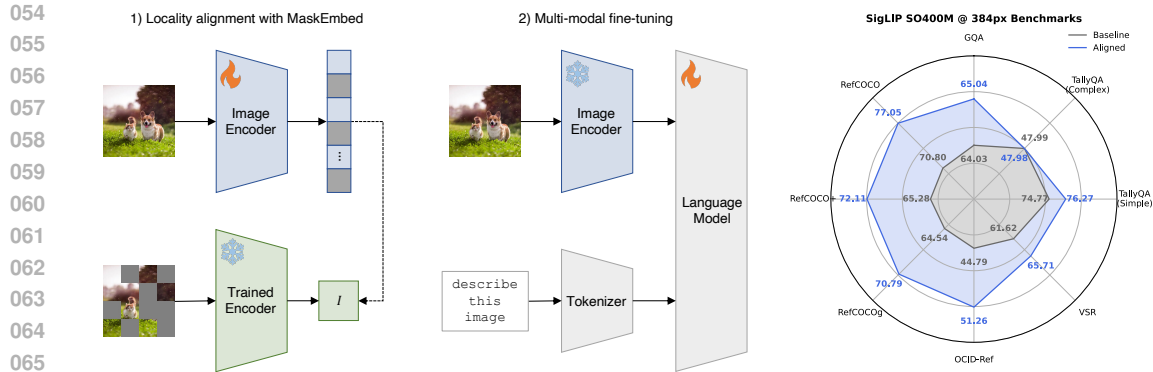 054
055
056
057
058
059
060
061
062
063
064
065
1) Locality alignment with MaskEmbed
Image
Encoder
Trained
Encoder
I
2) Multi-modal fine-tuning
Image
Encoder
Language
Model
describe
this
image
Tokenizer
SigLIP SO400M @ 384px Benchmarks
Baseline
Aligned
GQA
65.04
64.03
TallyQA
(Complex)
47.99
47.98
TallyQA
(Simple)
76.27
74.77
VSR
65.71
61.62
OCID-Ref
51.26
44.79
RefCOCOg
70.79
64.54
RefCOCO+
72.11
65.28
RefCOCO
77.05
70.80